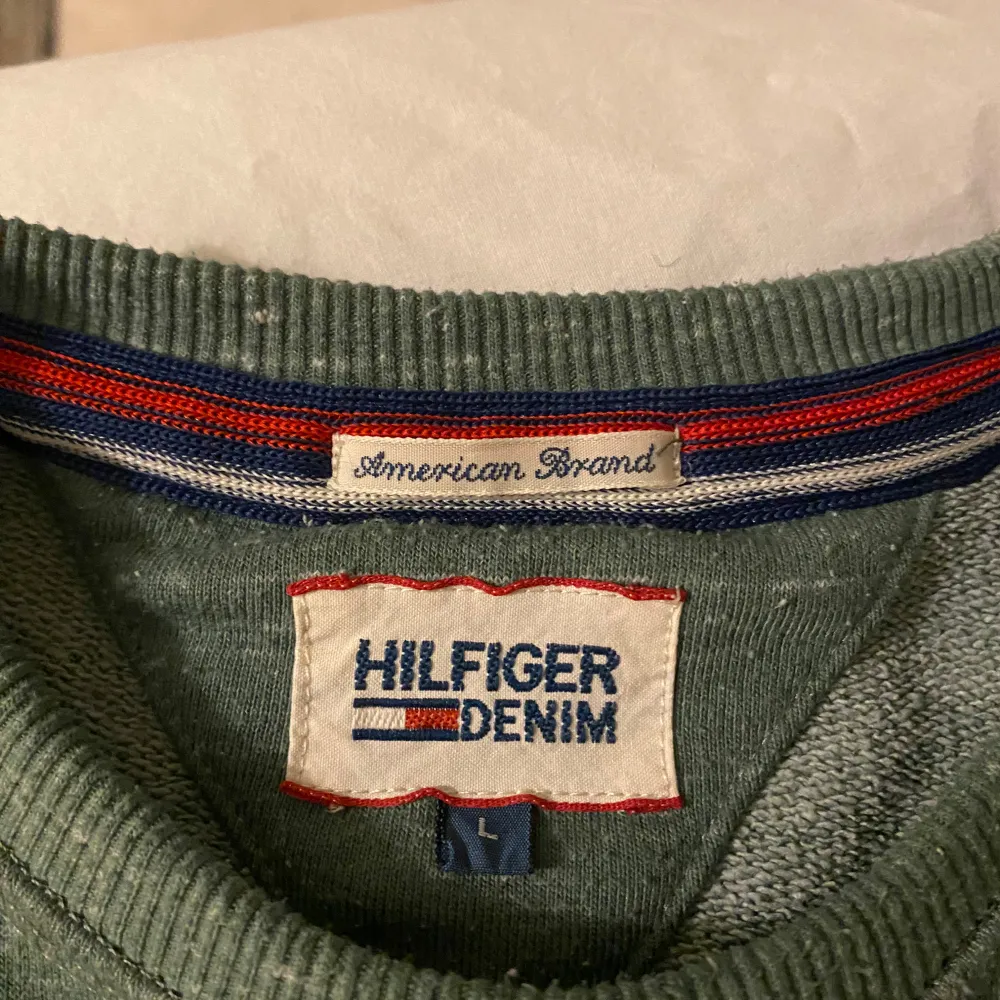 American Brand
HILFIGER
DENIM
L